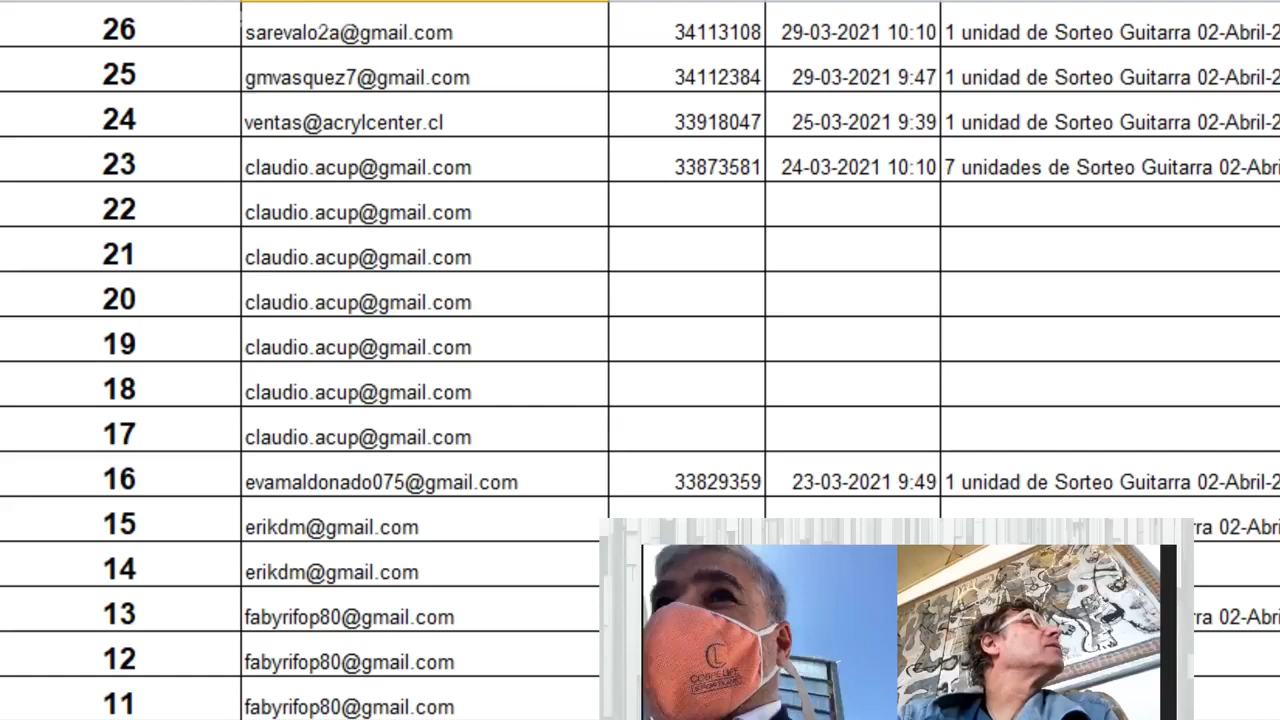 26 sarevalo2a@gmail.com 34113108 29-03-2021 10:10 1 unidad de Sorteo Guitarra 02-Abril-2
25 gmvasquez7@gmail.com 34112384 29-03-2021 9:47 1 unidad de Sorteo Guitarra 02-Abril-2
24 ventas@acrylcenter.cl 33918047 25-03-2021 9:39 1 unidad de Sorteo Guitarra 02-Abril-2
23 claudio.acup@gmail.com 33873581 24-03-2021 10:10 7 unidades de Sorteo Guitarra 02-Abri
22 claudio.acup@gmail.com
21 claudio.acup@gmail.com
20 claudio.acup@gmail.com
19 claudio.acup@gmail.com
18 claudio.acup@gmail.com
17 claudio.acup@gmail.com
16 evamaldonado075@gmail.com 33829359 23-03-2021 9:49 1 unidad de Sorteo Guitarra 02-Abril-2
15 erikdm@gmail.com rra 02-Abri
14 erikdm@gmail.com
13 fabyrifop80@gmail.com rra 02-Abri
12 fabyrifop80@gmail.com
11 fabyrifop80@gmail.com